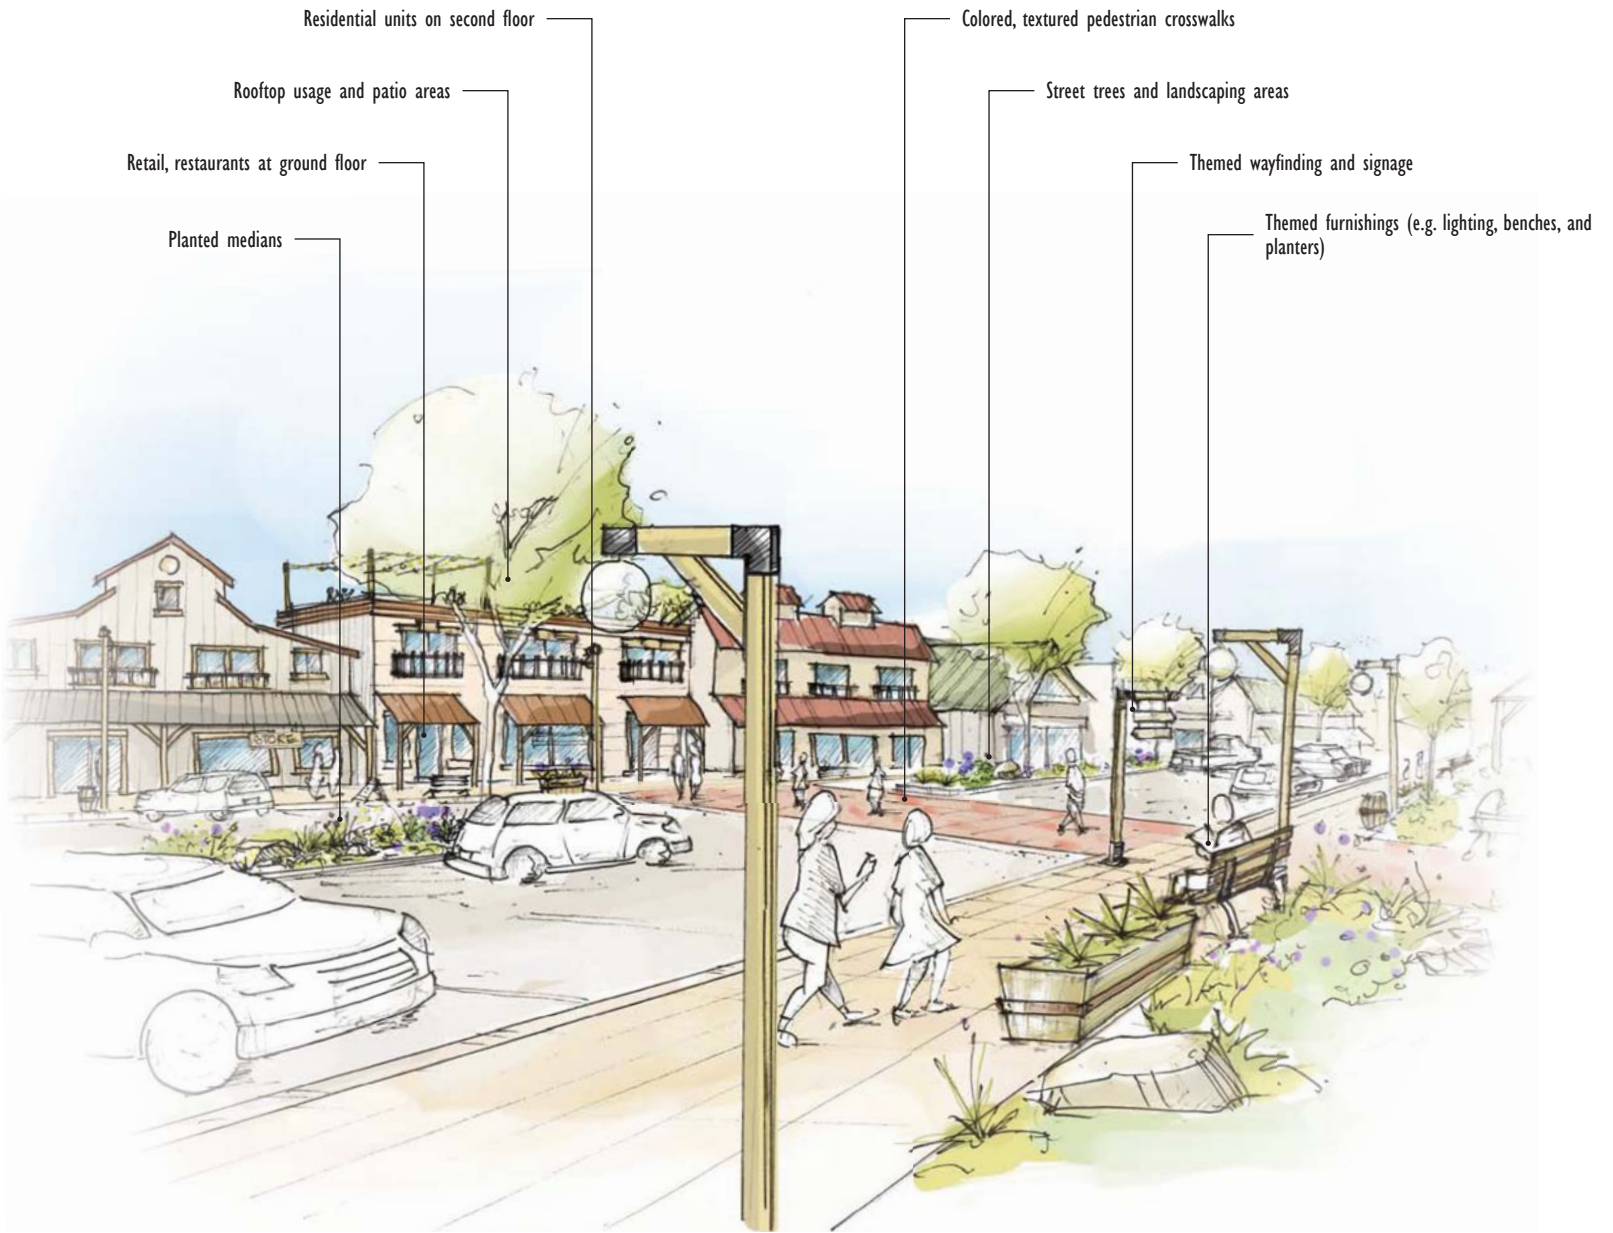 Residential units on second floor
Rooftop usage and patio areas
Retail, restaurants at ground floor
Planted medians
Colored, textured pedestrian crosswalks
Street trees and landscaping areas
Themed wayfinding and signage
Themed furnishings (e.g. lighting, benches, and
planters)
STORE